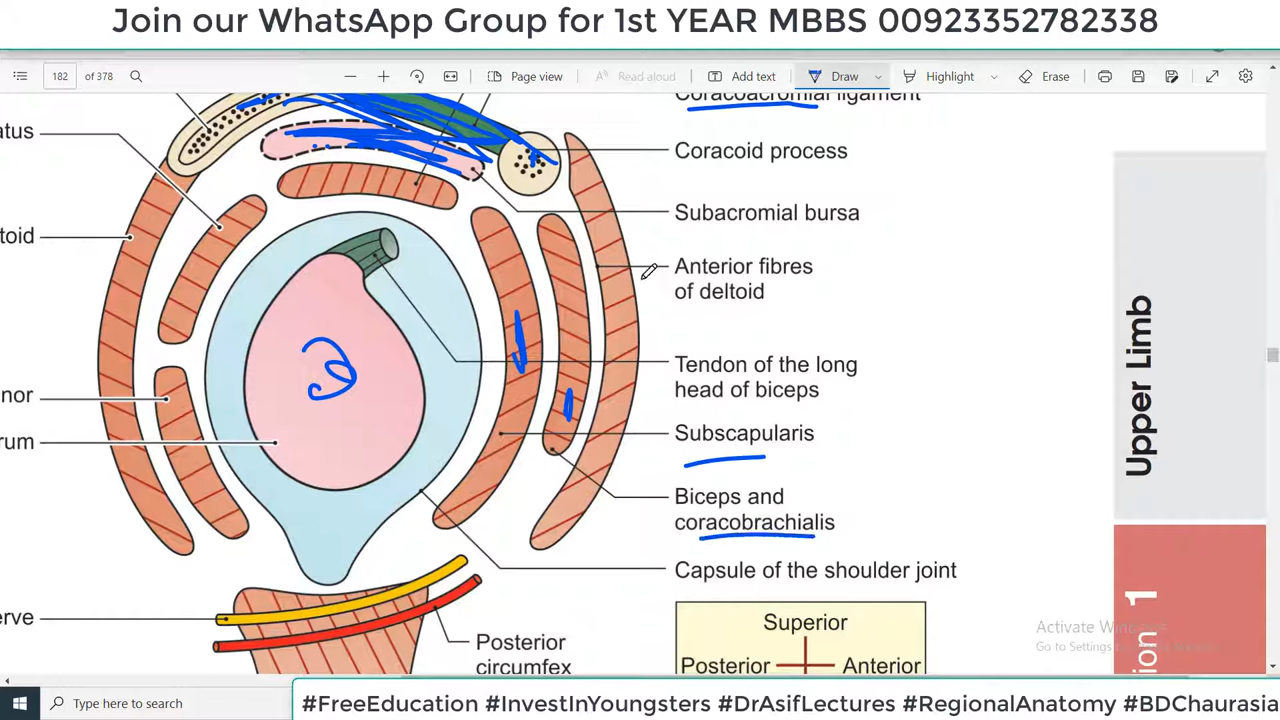 Join our WhatsApp Group for 1st YEAR MBBS 00923352782338
182 of 378
Page view
Read aloud
Add text
Draw
Highlight
Erase
Coracoacromial ligament
atus
Coracoid process
Subacromial bursa
toid
Anterior fibres
of deltoid
Tendon of the long
head of biceps
nor
Subscapularis
rum
Biceps and
coracobrachialis
Capsule of the shoulder joint
erve
Posterior
circumfex
Superior
Posterior
Anterior
Upper Limb
ion 1
Activate Windows
Go to Settings
Type here to search
#FreeEducation #InvestInYoungsters #DrAsifLectures #RegionalAnatomy #BDChaurasia